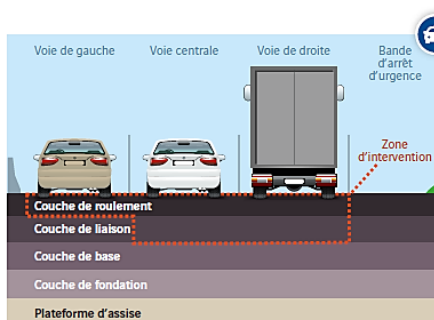 Voie de gauche
Voie centrale
Voie de droite
Bande
d'arrêt
d'urgence
Zone
d'intervention
Couche de roulement
Couche de liaison
Couche de base
Couche de fondation
Plateforme d'assise